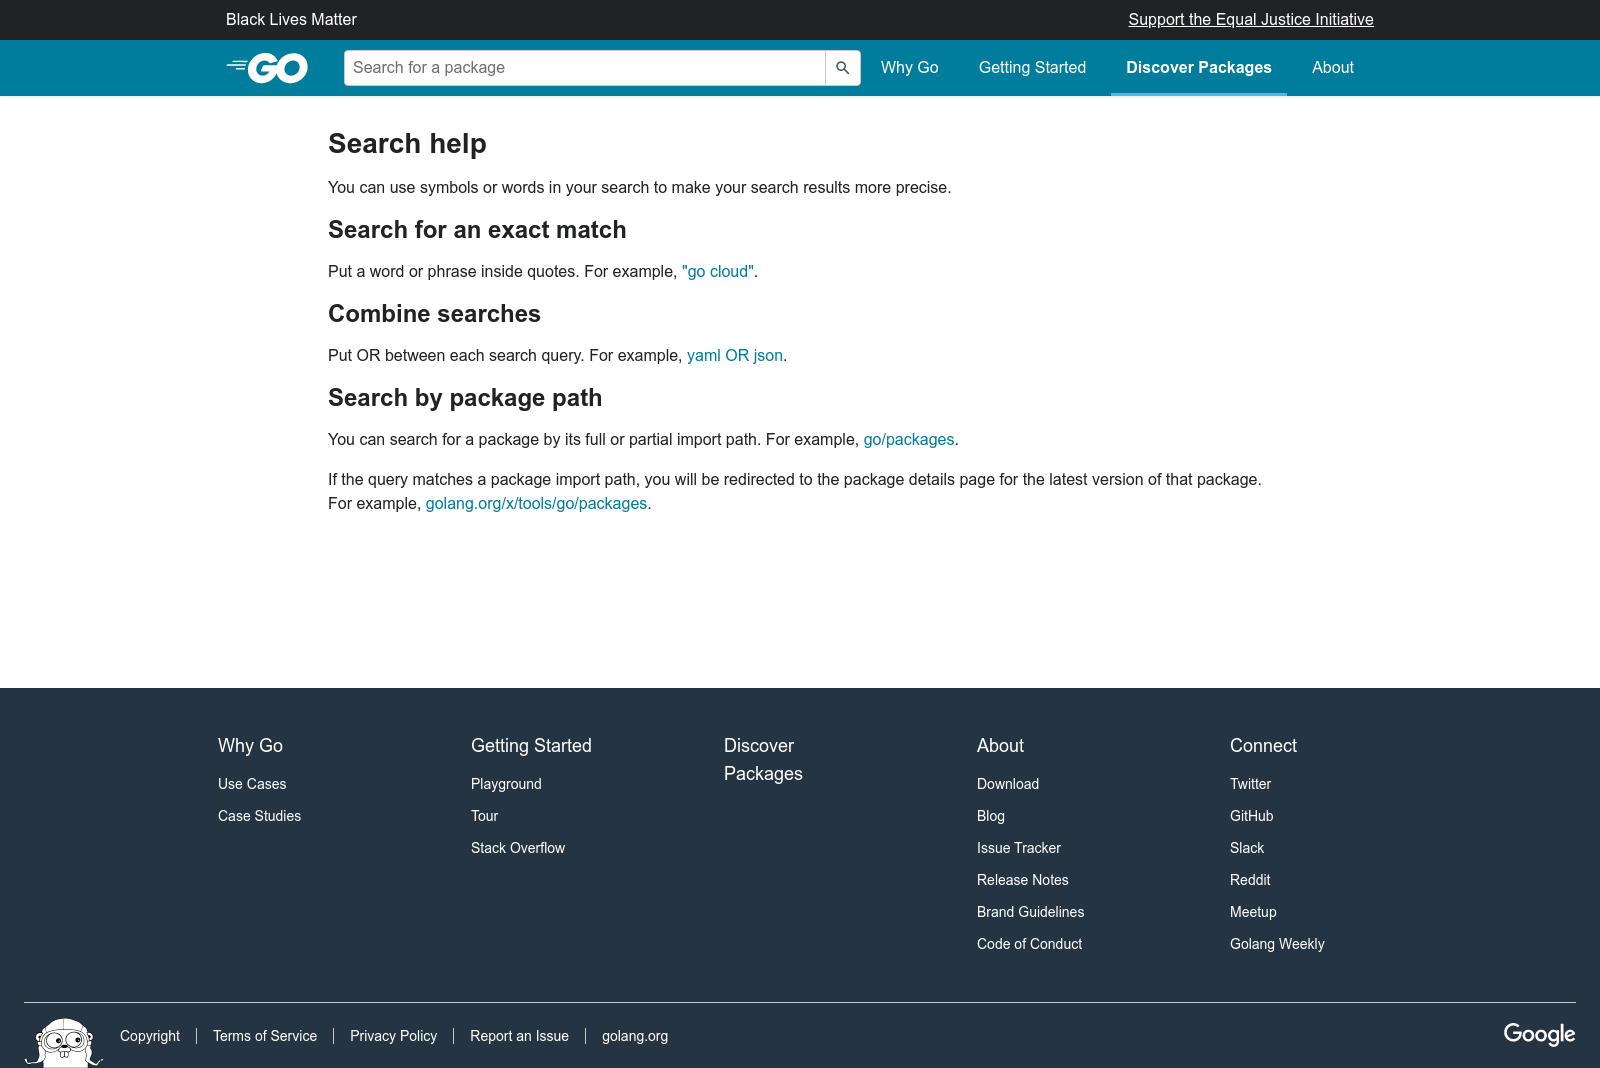 Black Lives Matter
Support the Equal Justice Initiative
GO
Search for a package
Why Go
Getting Started
Discover Packages
About
Search help
You can use symbols or words in your search to make your search results more precise.
Search for an exact match
Put a word or phrase inside quotes. For example, "go cloud".
Combine searches
Put OR between each search query. For example, yaml OR json.
Search by package path
You can search for a package by its full or partial import path. For example, go/packages.
If the query matches a package import path, you will be redirected to the package details page for the latest version of that package.
For example, golang.org/x/tools/go/packages.
Why Go
Use Cases
Case Studies
Getting Started
Playground
Tour
Stack Overflow
Discover
Packages
About
Download
Blog
Issue Tracker
Release Notes
Brand Guidelines
Code of Conduct
Connect
Twitter
GitHub
Slack
Reddit
Meetup
Golang Weekly
Copyright
Terms of Service
Privacy Policy
Report an Issue
golang.org
Google